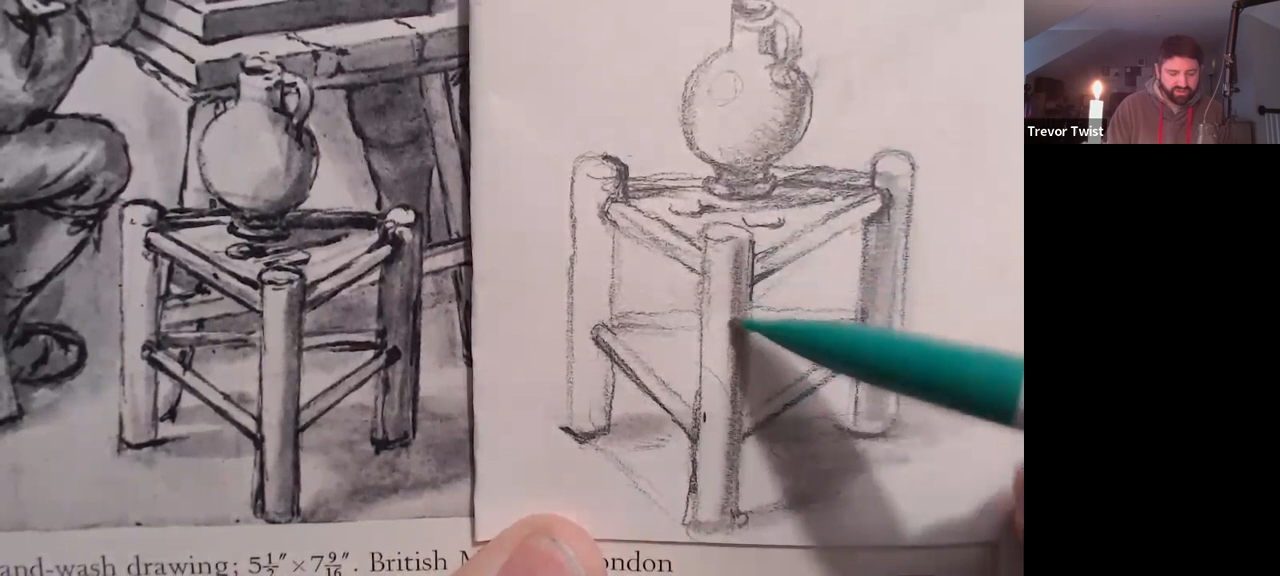 Trevor Twist
and-wash drawing; 5½" × 7 9/16". British M
ondon